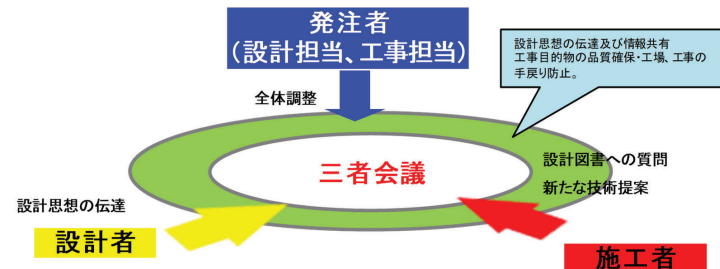 発注者
（設計担当、工事担当）
設計思想の伝達及び情報共有
工事目的物の品質確保・工場、工事の
手戻り防止。
全体調整
三者会議
設計図書への質問
新たな技術提案
設計思想の伝達
設計者
施工者